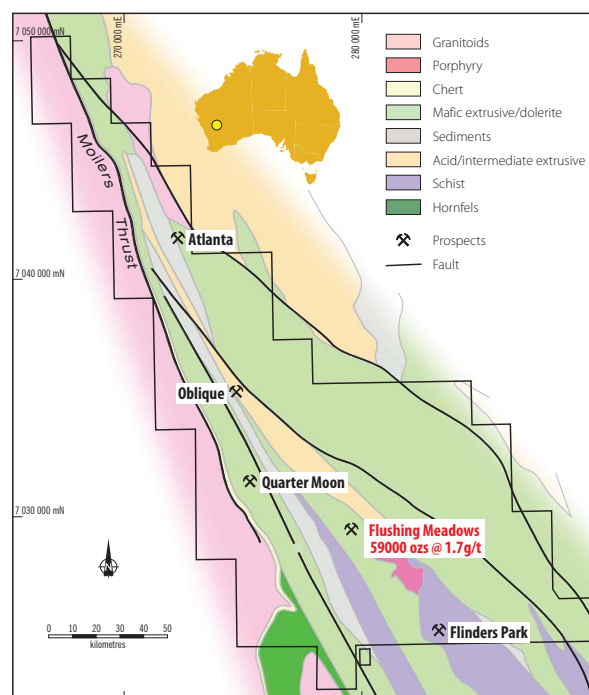 7 050 000 mN
270 000 mE
280 000 mE
Granitoids
Porphyry
Chert
Mafic extrusive/dolerite
Sediments
Acid/intermediate extrusive
Schist
Hornfels
Prospects
Fault
Moilers
Thrust
Atlanta
7 040 000 mN
Oblique
Quarter Moon
7 030 000 mN
Flushing Meadows
59000 ozs @ 1.7g/t
Flinders Park
0 10 20 30 40 50
kilometres